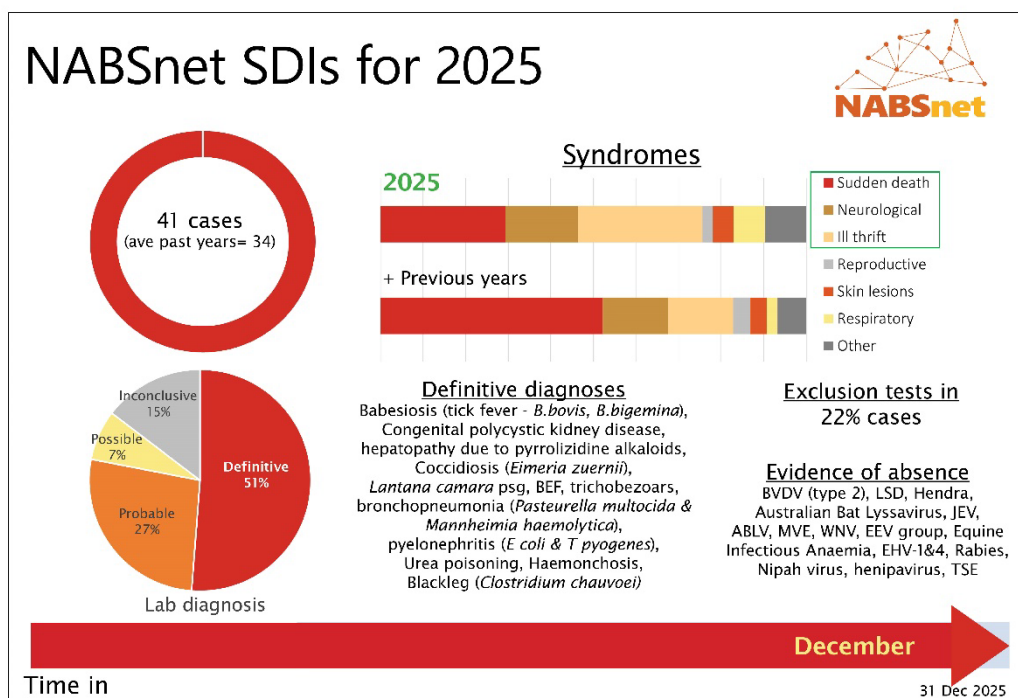 NABSnet SDIs for 2025
NABSnet
41 cases
(ave past years= 34)
Syndromes
2025
+ Previous years
Sudden death
Neurological
Ill thrift
Reproductive
Skin lesions
Respiratory
Other
Inconclusive
15%
Possible
7%
Definitive
51%
Probable
27%
Lab diagnosis
Definitive diagnoses
Babesiosis (tick fever - B.bovis, B.bigemina),
Congenital polycystic kidney disease,
hepatopathy due to pyrrolizidine alkaloids,
Coccidiosis (Eimeria zuernii),
Lantana camara psg, BEF, trichobezoars,
bronchopneumonia (Pasteurella multocida &
Mannheimia haemolytica),
pyelonephritis (E coli & T pyogenes),
Urea poisoning, Haemonchosis,
Blackleg (Clostridium chauvoei)
Exclusion tests in
22% cases
Evidence of absence
BVDV (type 2), LSD, Hendra,
Australian Bat Lyssavirus, JEV,
ABLV, MVE, WNV, EEV group, Equine
Infectious Anaemia, EHV-1&4, Rabies,
Nipah virus, henipavirus, TSE
December
Time in
31 Dec 2025